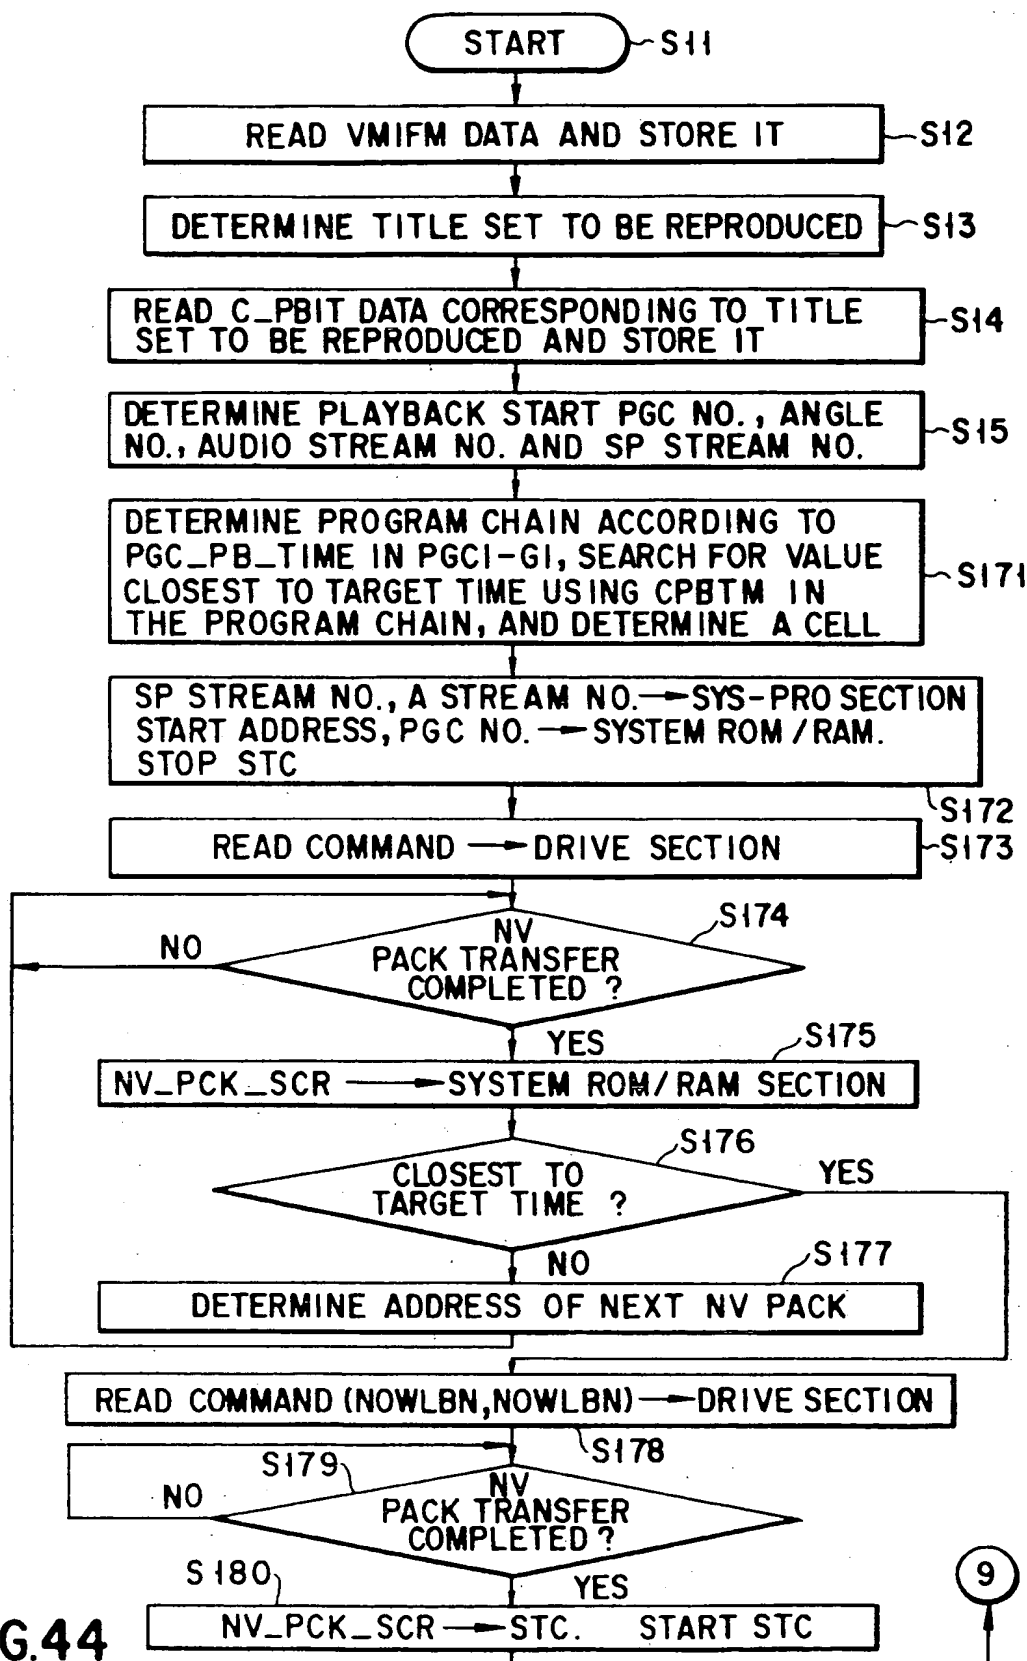 START
S11
READ VMIFM DATA AND STORE IT
S12
DETERMINE TITLE SET TO BE REPRODUCED
S13
READ C_PBIT DATA CORRESPONDING TO TITLE
SET TO BE REPRODUCED AND STORE IT
S14
DETERMINE PLAYBACK START PGC NO., ANGLE
NO., AUDIO STREAM NO. AND SP STREAM NO.
S15
DETERMINE PROGRAM CHAIN ACCORDING TO
PGC_PB_TIME IN PGCI-GI, SEARCH FOR VALUE
CLOSEST TO TARGET TIME USING CPBTM IN
THE PROGRAM CHAIN, AND DETERMINE A CELL
S171
SP STREAM NO., A STREAM NO. → SYS-PRO SECTION
START ADDRESS, PGC NO. → SYSTEM ROM/RAM.
STOP STC
S172
READ COMMAND → DRIVE SECTION
S173
S174
NO
NV
PACK TRANSFER
COMPLETED ?
YES
S175
NV_PCK_SCR → SYSTEM ROM/RAM SECTION
S176
CLOSEST TO
TARGET TIME ?
YES
NO
S177
DETERMINE ADDRESS OF NEXT NV PACK
READ COMMAND (NOWLBN,NOWLBN) → DRIVE SECTION
S178
S179
NO
NV
PACK TRANSFER
COMPLETED ?
YES
S180
NV_PCK_SCR → STC. START STC
9
G.44